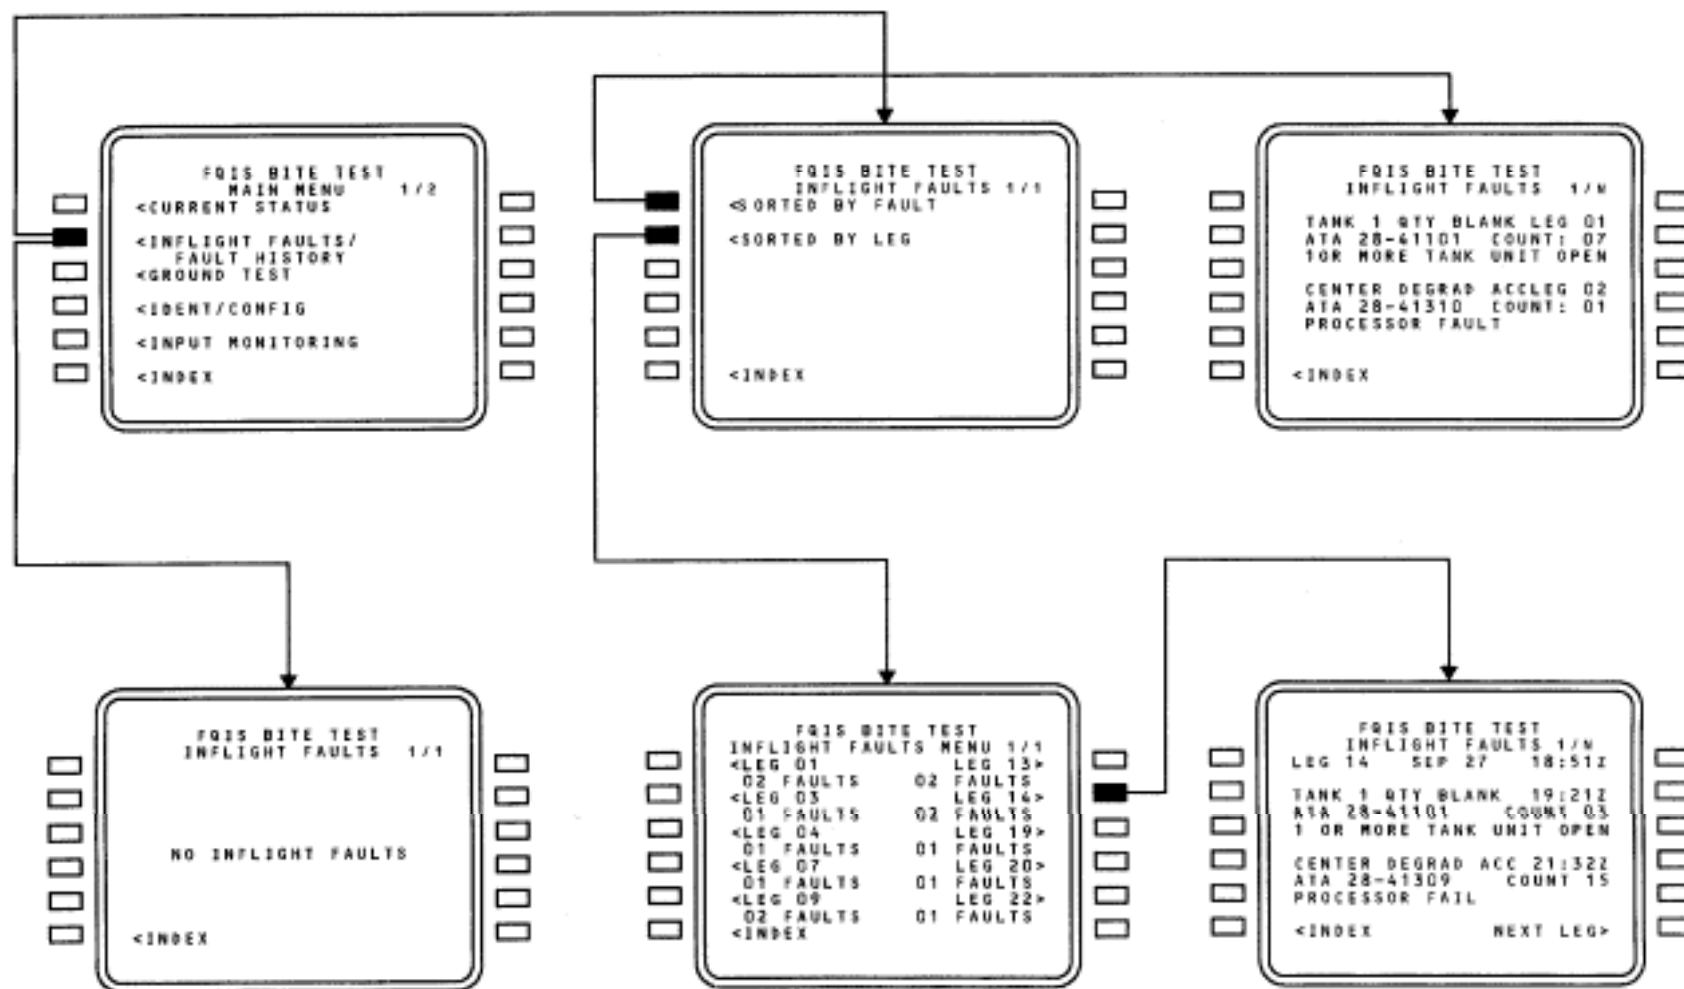 FQIS BITE TEST
MAIN MENU 1/2
<CURRENT STATUS
<INFLIGHT FAULTS/
FAULT HISTORY
<GROUND TEST
<IDENT/CONFIG
<INPUT MONITORING
<INDEX
FQIS BITE TEST
INFLIGHT FAULTS 1/1
<SORTED BY FAULT
<SORTED BY LEG
<INDEX
FQIS BITE TEST
INFLIGHT FAULTS 1/N
TANK 1 QTY BLANK LEG 01
ATA 28-41101 COUNT: 07
1OR MORE TANK UNIT OPEN
CENTER DEGRAD ACCLEG 02
ATA 28-41310 COUNT: 01
PROCESSOR FAULT
<INDEX
FQIS BITE TEST
INFLIGHT FAULTS 1/1
NO INFLIGHT FAULTS
<INDEX
FQIS BITE TEST
INFLIGHT FAULTS MENU 1/1
<LEG 01 LEG 13>
02 FAULTS 02 FAULTS
<LEG 03 LEG 14>
01 FAULTS 02 FAULTS
<LEG 04 LEG 19>
01 FAULTS 01 FAULTS
<LEG 07 LEG 20>
01 FAULTS 01 FAULTS
<LEG 09 LEG 22>
02 FAULTS 01 FAULTS
<INDEX
FQIS BITE TEST
INFLIGHT FAULTS 1/N
LEG 14 SEP 27 18:51Z
TANK 1 QTY BLANK 19:21Z
ATA 28-41101 COUNT 03
1 OR MORE TANK UNIT OPEN
CENTER DEGRAD ACC 21:32Z
ATA 28-41309 COUNT 15
PROCESSOR FAIL
<INDEX NEXT LEG>